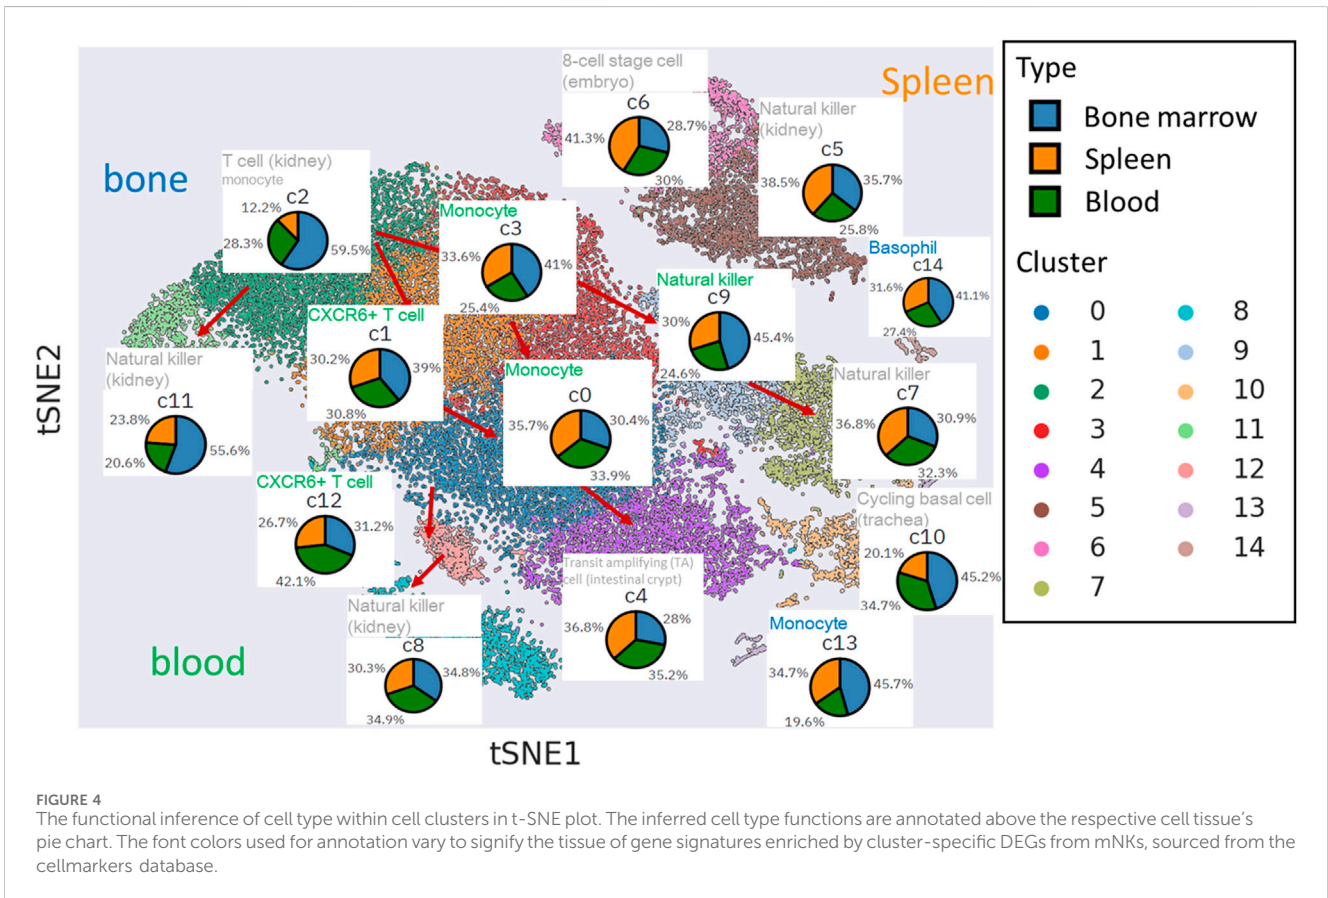 8-cell stage cell
(embryo)
c6
41.3%
28.7%
30%
Spleen
Natural killer
(kidney)
c5
38.5%
35.7%
25.8%
bone
T cell (kidney)
monocyte
c2
12.2%
28.3%
59.5%
Monocyte
c3
33.6%
41%
25.4%
Basophil
c14
31.6%
41.1%
27.4%
Natural killer
c9
30%
45.4%
24.6%
CXCR6+ T cell
c1
30.2%
39%
30.8%
Natural killer
(kidney)
c11
23.8%
55.6%
20.6%
Monocyte
c0
35.7%
30.4%
33.9%
Natural killer
c7
36.8%
30.9%
32.3%
CXCR6+ T cell
c12
26.7%
31.2%
42.1%
Cycling basal cell
(trachea)
c10
20.1%
45.2%
34.7%
Transit amplifying (TA)
cell (intestinal crypt)
c4
36.8%
28%
35.2%
Natural killer
(kidney)
c8
30.3%
34.8%
34.9%
Monocyte
c13
34.7%
45.7%
19.6%
blood
tSNE2
tSNE1
Type
Bone marrow
Spleen
Blood
Cluster
0
1
2
3
4
5
6
7
8
9
10
11
12
13
14
FIGURE 4
The functional inference of cell type within cell clusters in t-SNE plot. The inferred cell type functions are annotated above the respective cell tissue's
pie chart. The font colors used for annotation vary to signify the tissue of gene signatures enriched by cluster-specific DEGs from mNKs, sourced from the
cellmarkers database.